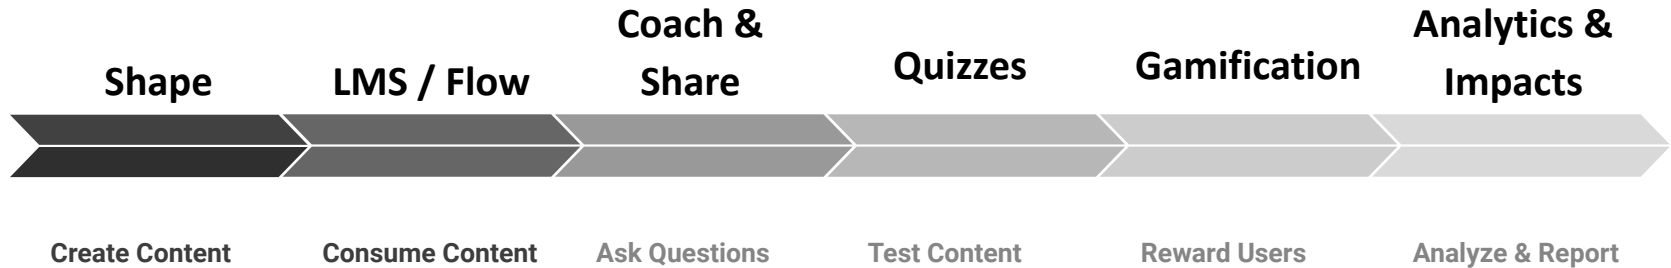 Shape
LMS / Flow
Coach &
Share
Quizzes
Gamification
Analytics &
Impacts
Create Content
Consume Content
Ask Questions
Test Content
Reward Users
Analyze & Report